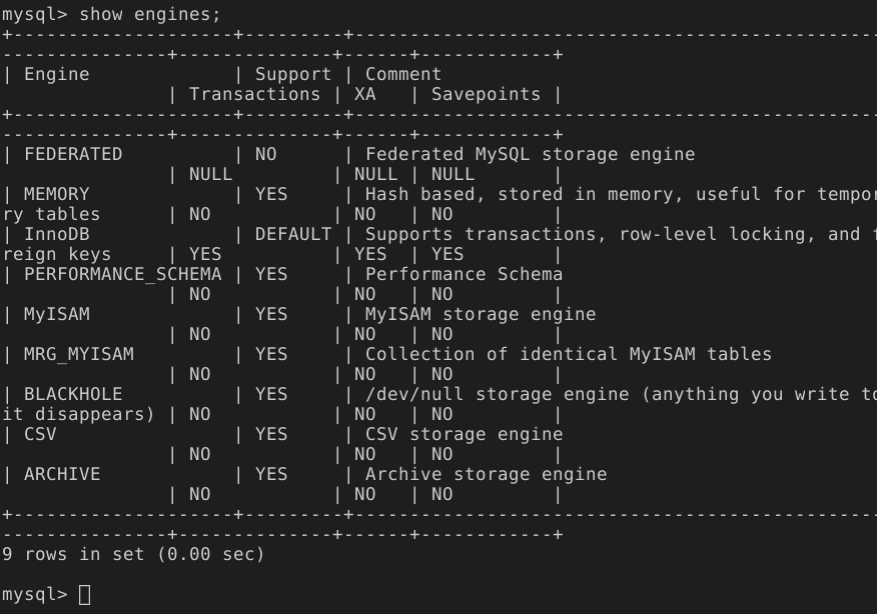 mysql> show engines;
+--------------------+---------+------------------------------------------------
---------------+--------------+------+------------+
| Engine             | Support | Comment
               | Transactions | XA   | Savepoints |
+--------------------+---------+------------------------------------------------
---------------+--------------+------+------------+
| FEDERATED          | NO      | Federated MySQL storage engine
               | NULL         | NULL | NULL       |
| MEMORY             | YES     | Hash based, stored in memory, useful for tempor
ry tables      | NO           | NO   | NO         |
| InnoDB             | DEFAULT | Supports transactions, row-level locking, and f
reign keys     | YES          | YES  | YES        |
| PERFORMANCE_SCHEMA | YES     | Performance Schema
               | NO           | NO   | NO         |
| MyISAM             | YES     | MyISAM storage engine
               | NO           | NO   | NO         |
| MRG_MYISAM         | YES     | Collection of identical MyISAM tables
               | NO           | NO   | NO         |
| BLACKHOLE          | YES     | /dev/null storage engine (anything you write to
it disappears) | NO           | NO   | NO         |
| CSV                | YES     | CSV storage engine
               | NO           | NO   | NO         |
| ARCHIVE            | YES     | Archive storage engine
               | NO           | NO   | NO         |
+--------------------+---------+------------------------------------------------
---------------+--------------+------+------------+
9 rows in set (0.00 sec)
mysql>